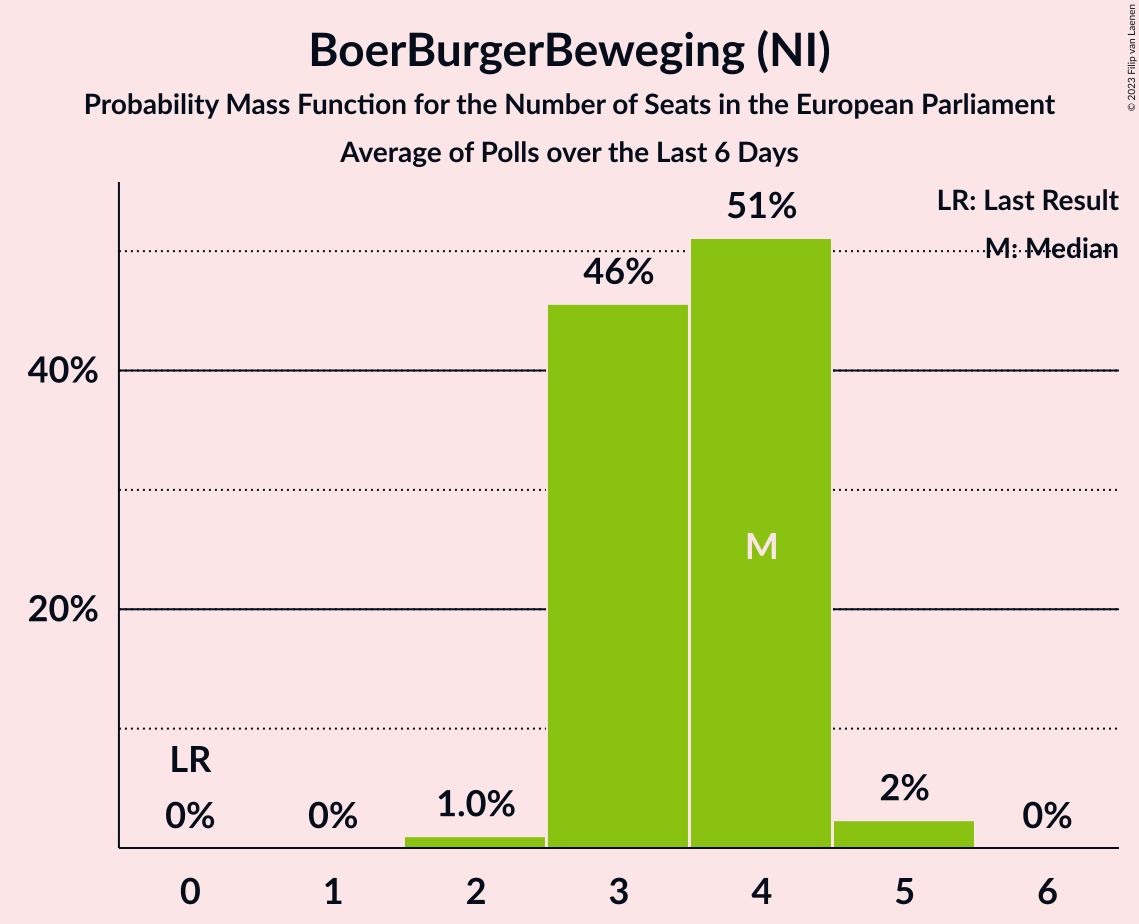 BoerBurgerBeweging (NI)
Probability Mass Function for the Number of Seats in the European Parliament
Average of Polls over the Last 6 Days
© 2023 Filip van Laenen
LR: Last Result
M: Median
51%
46%
40%
M
20%
LR
0%
0%
1.0%
2%
0%
0
1
2
3
4
5
6